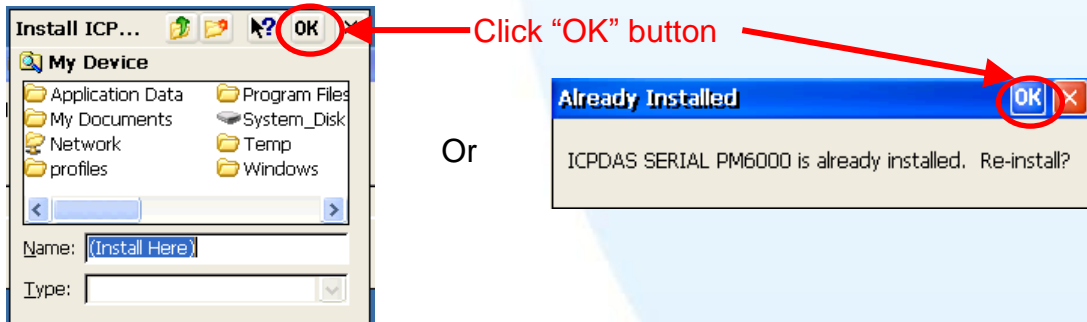 Install ICP... ? OK ×
My Device
Application Data Program Files
My Documents System_Disk
Network Temp
profiles Windows
Name: (Install Here)
Type:
Click “OK” button
Or
Already Installed OK ×
ICPDAS SERIAL PM6000 is already installed. Re-install?